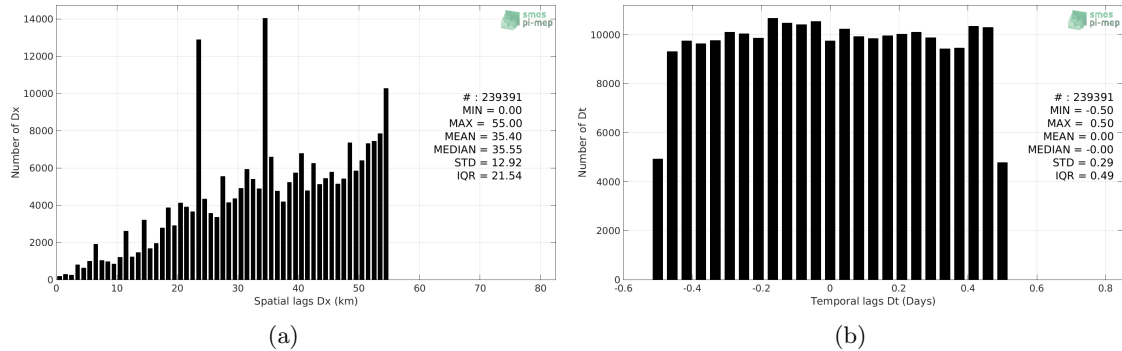 14000
12000
10000
8000
6000
4000
2000
0
Number of Dx
0
10
20
30
40
50
60
70
80
Spatial lags Dx (km)
smos
pi-mep
# : 239391
MIN = 0.00
MAX = 55.00
MEAN = 35.40
MEDIAN = 35.55
STD = 12.92
IQR = 21.54
(a)
10000
8000
6000
4000
2000
0
Number of Dt
-0.6
-0.4
-0.2
0
0.2
0.4
0.6
0.8
Temporal lags Dt (Days)
smos
pi-mep
# : 239391
MIN = -0.50
MAX = 0.50
MEAN = 0.00
MEDIAN = -0.00
STD = 0.29
IQR = 0.49
(b)